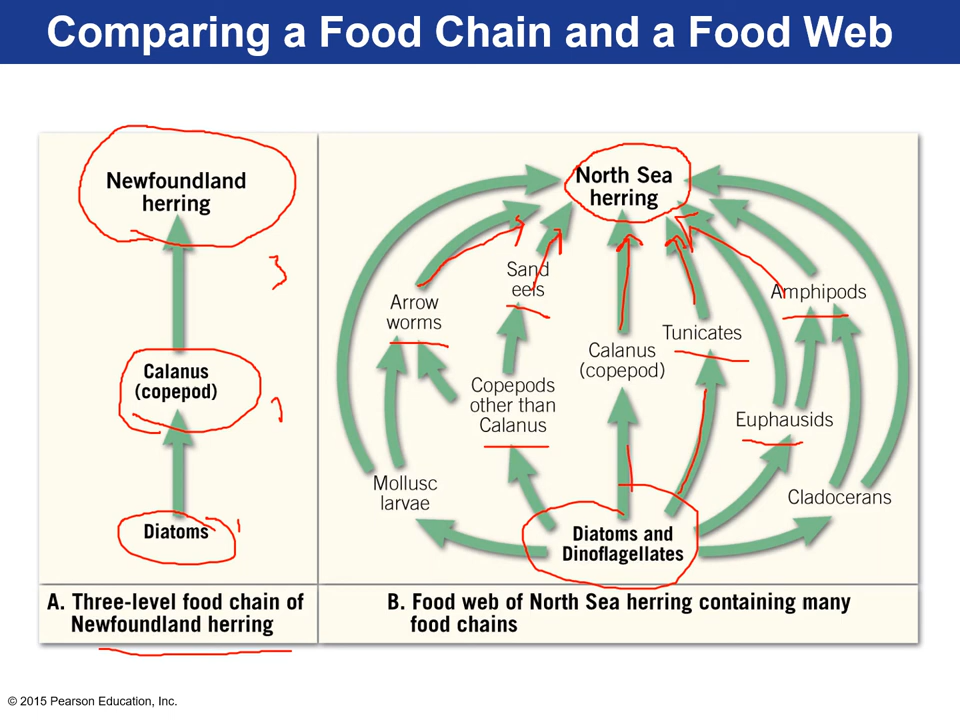 Comparing a Food Chain and a Food Web
Newfoundland
herring
3
Calanus
(copepod)
Diatoms
1
A. Three-level food chain of
Newfoundland herring
North Sea
herring
Sand
eels
Arrow
worms
Amphipods
Tunicates
Calanus
(copepod)
Copepods
other than
Calanus
Euphausids
Mollusc
larvae
Cladocerans
Diatoms and
Dinoflagellates
B. Food web of North Sea herring containing many
food chains
© 2015 Pearson Education, Inc.